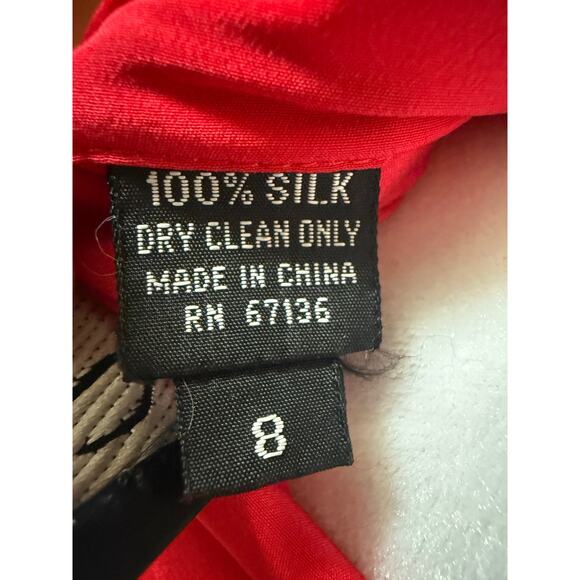 100% SILK
DRY CLEAN ONLY
MADE IN CHINA
RN 67136
8